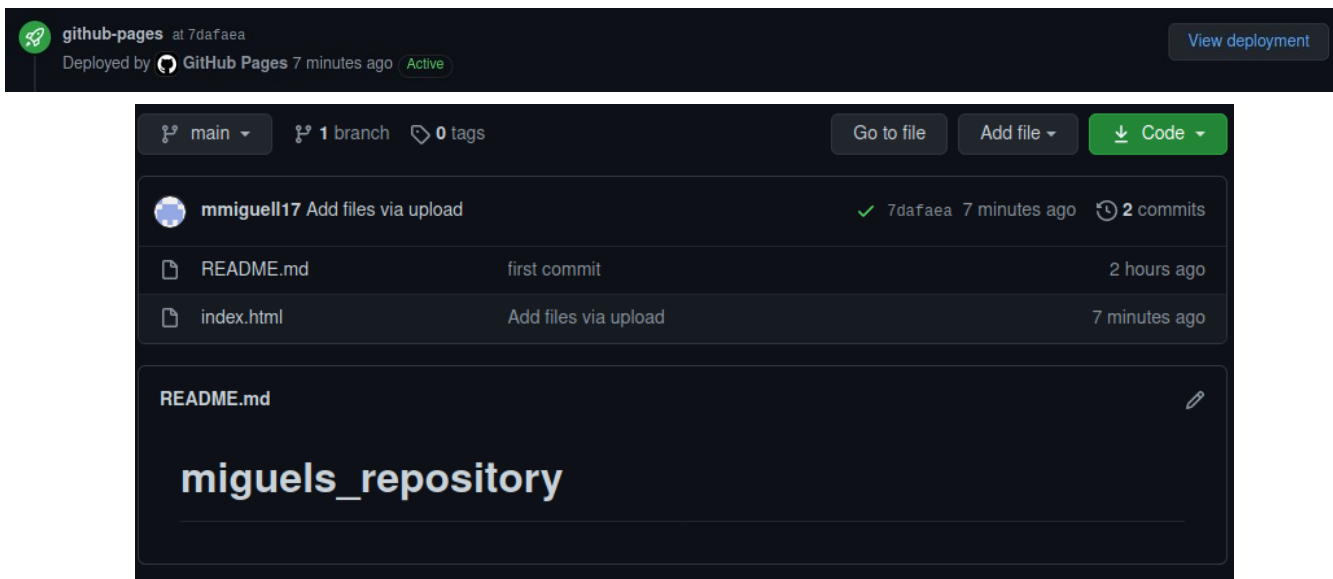 github-pages at 7dafaea
View deployment
Deployed by GitHub Pages 7 minutes ago Active
main 1 branch 0 tags Go to file Add file Code
mmiguell17 Add files via upload 7dafaea 7 minutes ago 2 commits
README.md first commit 2 hours ago
index.html Add files via upload 7 minutes ago
README.md
miguels_repository